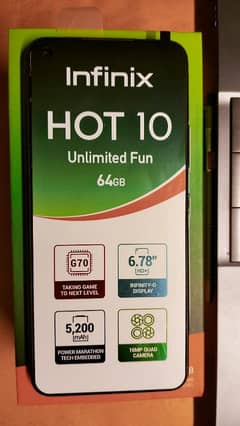 Infinix
HOT 10
Unlimited Fun
64GB
G70
TAKING GAME
TO NEXT LEVEL
6.78"
(HD+)
INFINITY-O
DISPLAY
5,200
(mAh)
POWER MARATHON
TECH EMBEDDED
16MP QUAD
CAMERA